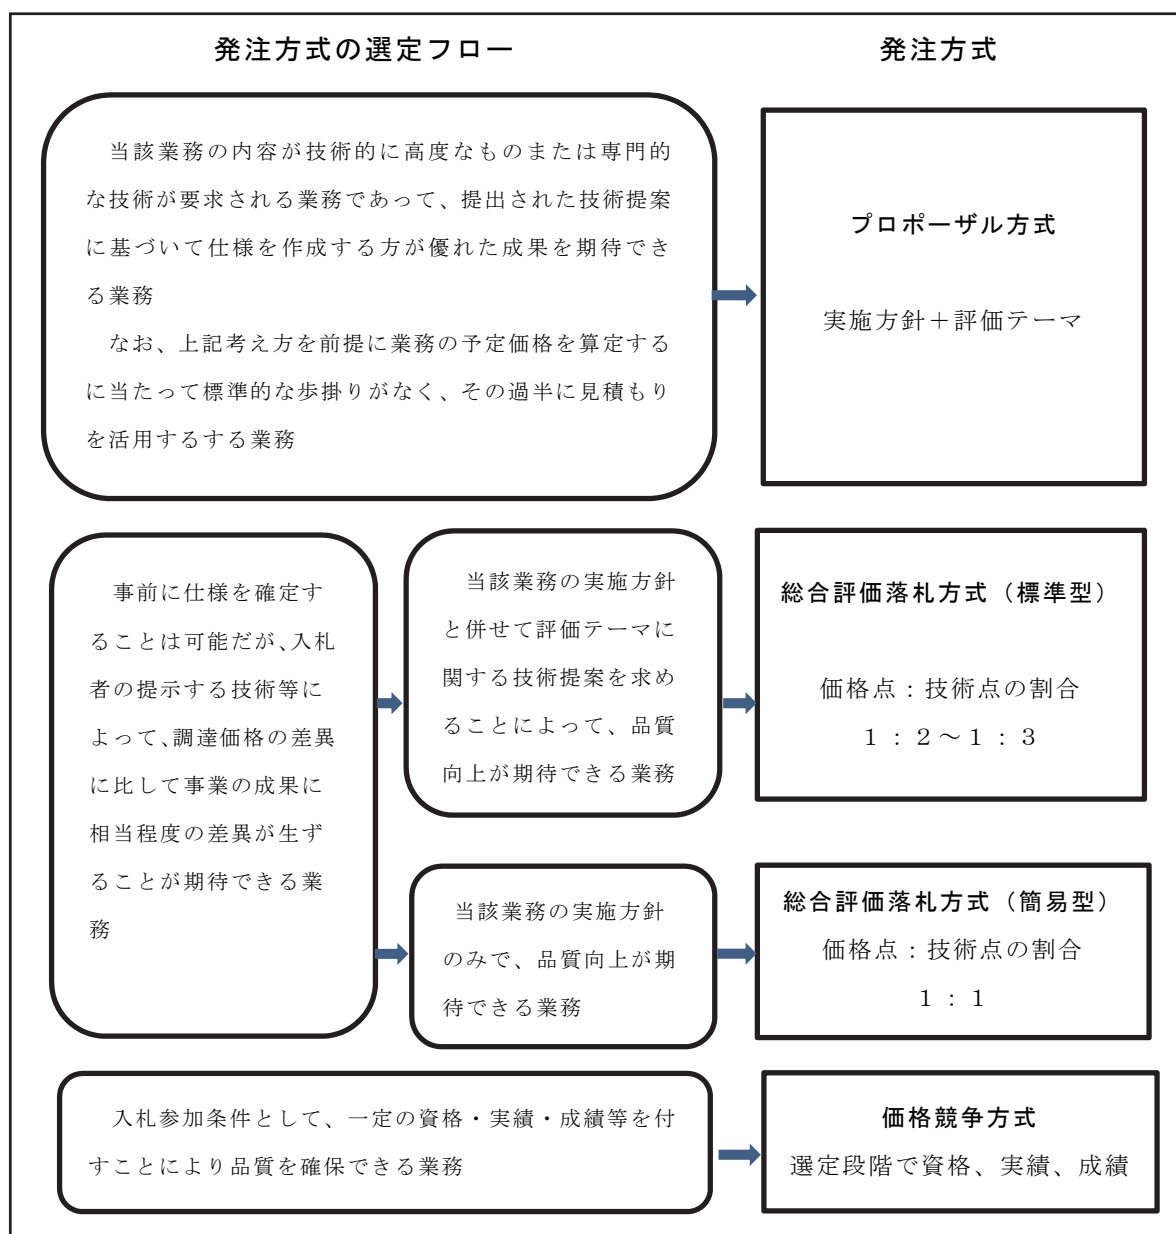 発注方式の選定フロー
発注方式
当該業務の内容が技術的に高度なものまたは専門的
な技術が要求される業務であって、提出された技術提案
に基づいて仕様を作成する方が優れた成果を期待でき
る業務
なお、上記考え方を前提に業務の予定価格を算定する
に当たって標準的な歩掛りがなく、その過半に見積もり
を活用するする業務
プロポーザル方式
実施方針＋評価テーマ
事前に仕様を確定す
ることは可能だが、入札
者の提示する技術等に
よって、調達価格の差異
に比して事業の成果に
相当程度の差異が生ず
ることが期待できる業
務
当該業務の実施方針
と併せて評価テーマに
関する技術提案を求め
ることによって、品質
向上が期待できる業務
総合評価落札方式（標準型）
価格点：技術点の割合
１：２～１：３
当該業務の実施方針
のみで、品質向上が期
待できる業務
総合評価落札方式（簡易型）
価格点：技術点の割合
１：１
入札参加条件として、一定の資格・実績・成績等を付
すことにより品質を確保できる業務
価格競争方式
選定段階で資格、実績、成績